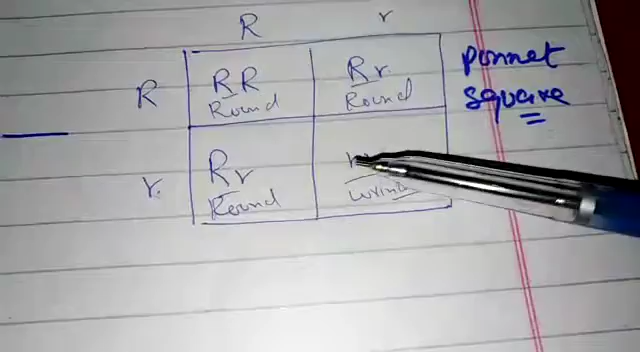 R r
R RR Rr ponnet
Round Round square
r Rr
Round